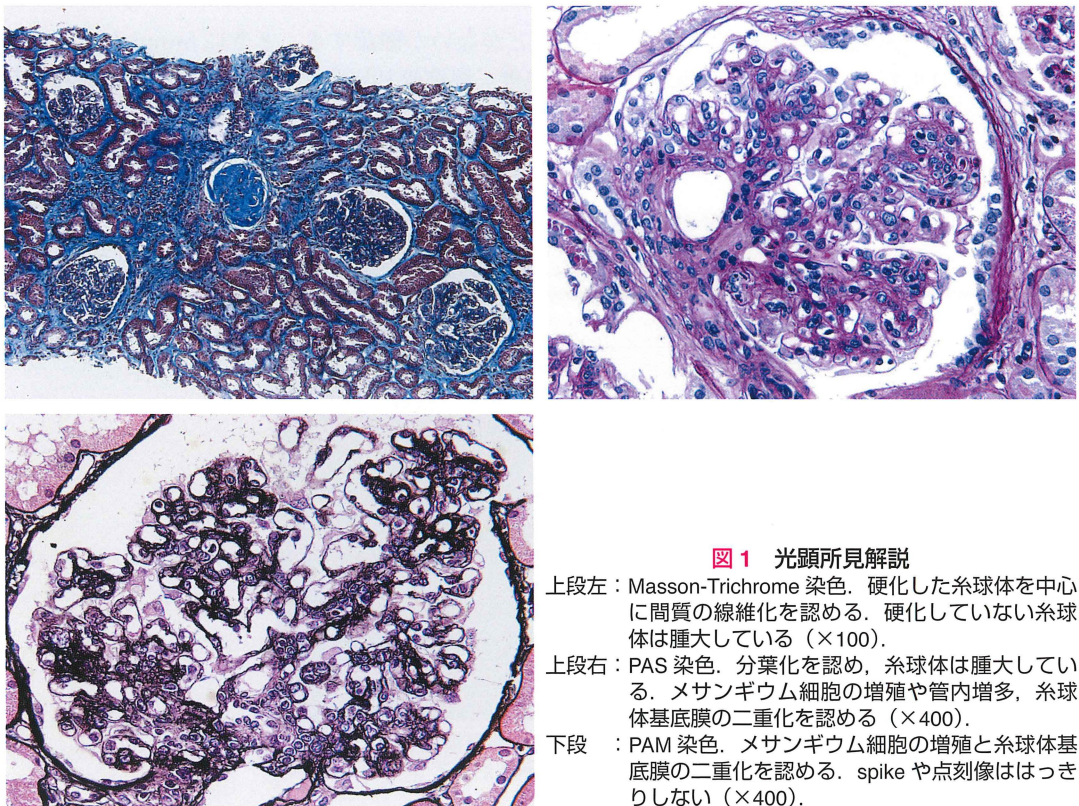 図1 光顕所見解説
上段左：Masson-Trichrome 染色．硬化した糸球体を中心
に間質の線維化を認める．硬化していない糸球
体は腫大している（×100）．
上段右：PAS 染色．分葉化を認め，糸球体は腫大してい
る．メサンギウム細胞の増殖や管内増多，糸球
体基底膜の二重化を認める（×400）．
下段　：PAM 染色．メサンギウム細胞の増殖と糸球体基
底膜の二重化を認める．spike や点刻像ははっき
りしない（×400）．